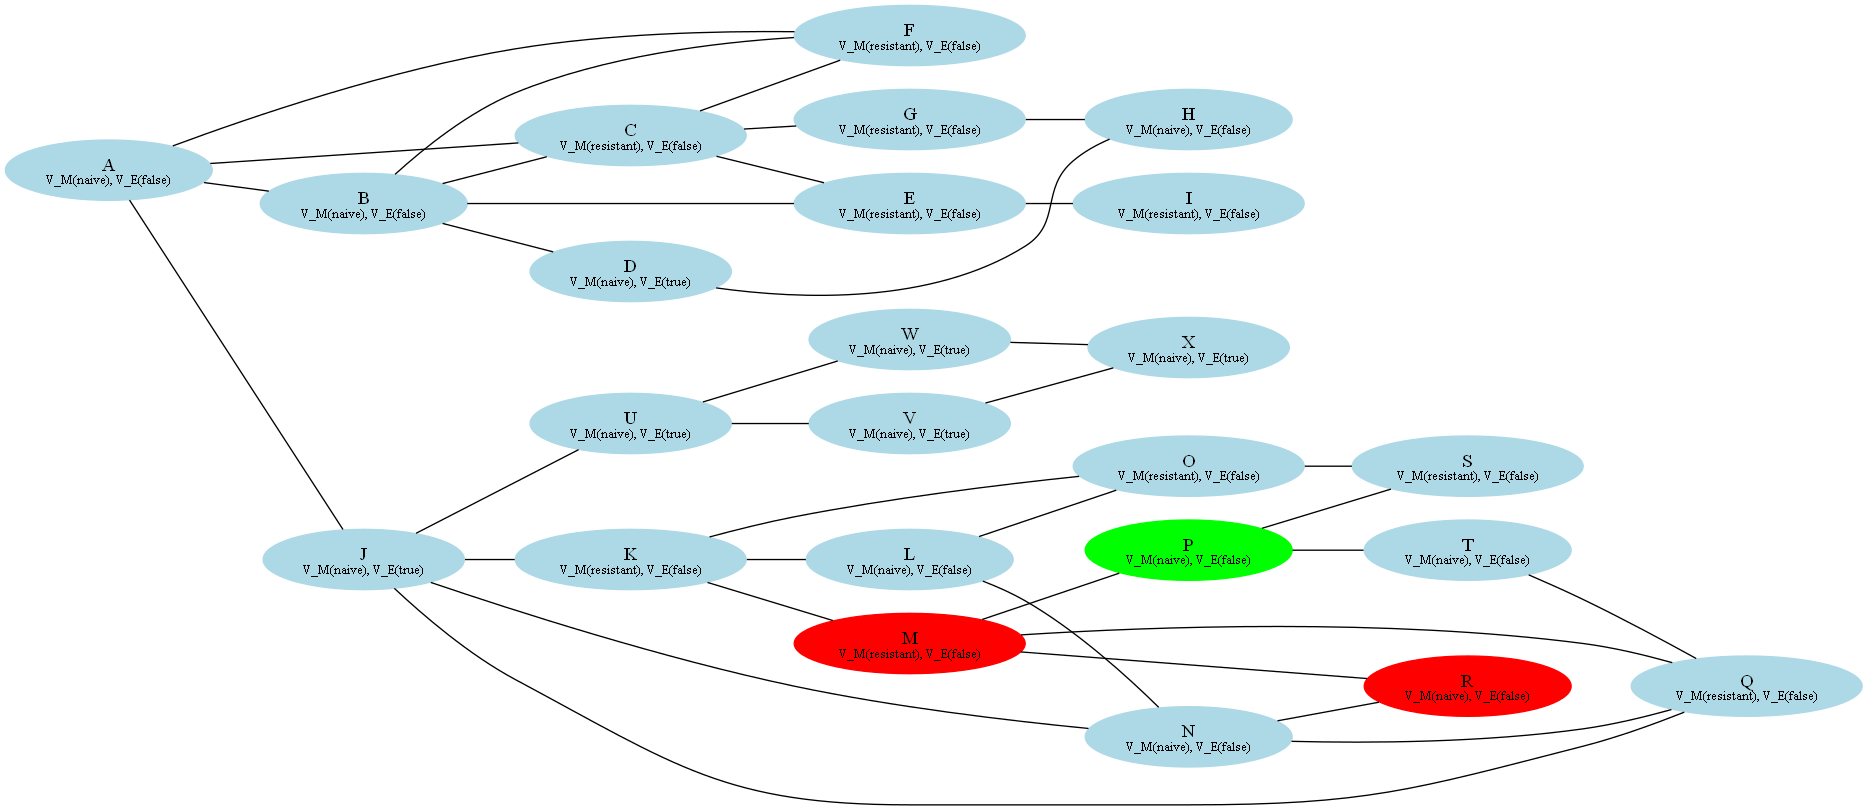 F
V_M(resistant), V_E(false)
C
V_M(resistant), V_E(false)
G
V_M(resistant), V_E(false)
H
V_M(naive), V_E(false)
A
V_M(naive), V_E(false)
B
V_M(naive), V_E(false)
E
V_M(resistant), V_E(false)
I
V_M(resistant), V_E(false)
D
V_M(naive), V_E(true)
W
V_M(naive), V_E(true)
X
V_M(naive), V_E(true)
U
V_M(naive), V_E(true)
V
V_M(naive), V_E(true)
O
V_M(resistant), V_E(false)
S
V_M(resistant), V_E(false)
J
V_M(naive), V_E(true)
K
V_M(resistant), V_E(false)
L
V_M(naive), V_E(false)
P
V_M(naive), V_E(false)
T
V_M(naive), V_E(false)
M
V_M(resistant), V_E(false)
R
V_M(naive), V_E(false)
Q
V_M(resistant), V_E(false)
N
V_M(naive), V_E(false)